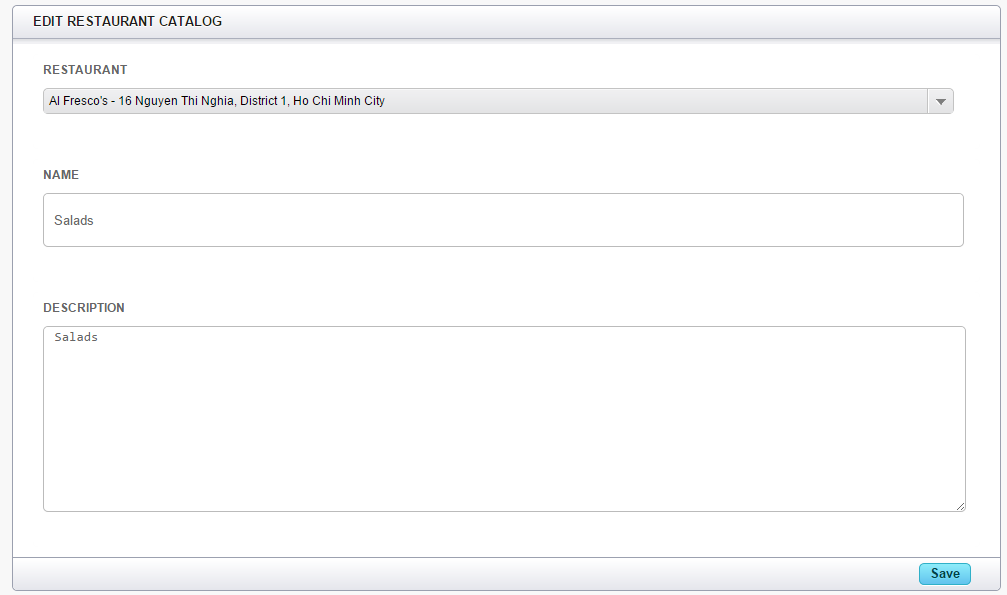 EDIT RESTAURANT CATALOG
RESTAURANT
Al Fresco's - 16 Nguyen Thi Nghia, District 1, Ho Chi Minh City
NAME
Salads
DESCRIPTION
Salads
Save